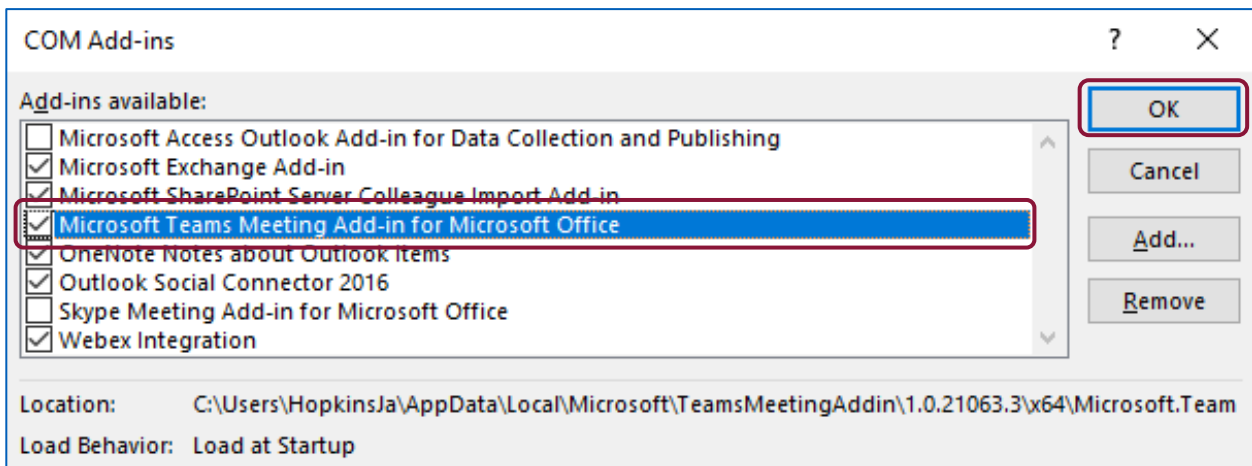 COM Add-ins
?
Add-ins available:
Microsoft Access Outlook Add-in for Data Collection and Publishing
Microsoft Exchange Add-in
Microsoft SharePoint Server Colleague Import Add-in
Microsoft Teams Meeting Add-in for Microsoft Office
OneNote Notes about Outlook Items
Outlook Social Connector 2016
Skype Meeting Add-in for Microsoft Office
Webex Integration
OK
Cancel
Add...
Remove
Location: C:\Users\HopkinsJa\AppData\Local\Microsoft\TeamsMeetingAddin\1.0.21063.3\x64\Microsoft.Team
Load Behavior: Load at Startup